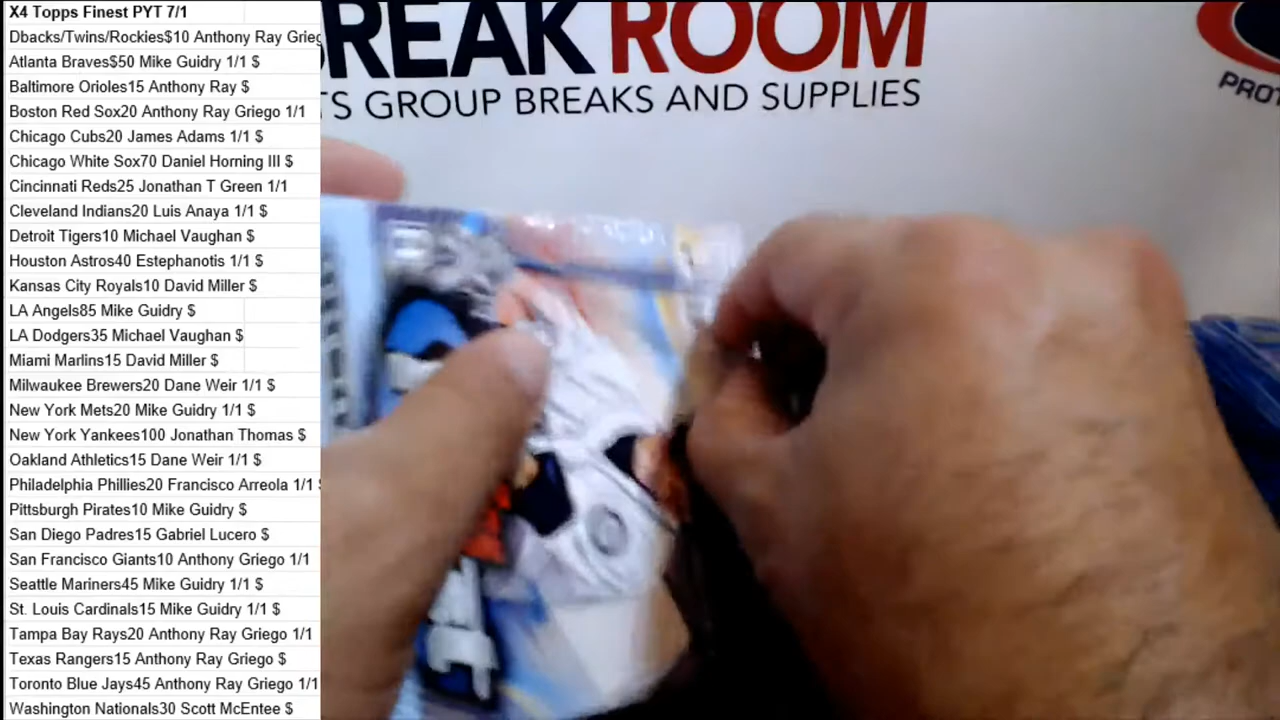 X4 Topps Finest PYT 7/1
Dbacks/Twins/Rockies$10 Anthony Ray Grieg
Atlanta Braves$50 Mike Guidry 1/1 $
Baltimore Orioles15 Anthony Ray $
Boston Red Sox20 Anthony Ray Griego 1/1
Chicago Cubs20 James Adams 1/1 $
Chicago White Sox70 Daniel Horning III $
Cincinnati Reds25 Jonathan T Green 1/1
Cleveland Indians20 Luis Anaya 1/1 $
Detroit Tigers10 Michael Vaughan $
Houston Astros40 Estephanotis 1/1 $
Kansas City Royals10 David Miller $
LA Angels85 Mike Guidry $
LA Dodgers35 Michael Vaughan $
Miami Marlins15 David Miller $
Milwaukee Brewers20 Dane Weir 1/1 $
New York Mets20 Mike Guidry 1/1 $
New York Yankees100 Jonathan Thomas $
Oakland Athletics15 Dane Weir 1/1 $
Philadelphia Phillies20 Francisco Arreola 1/1 $
Pittsburgh Pirates10 Mike Guidry $
San Diego Padres15 Gabriel Lucero $
San Francisco Giants10 Anthony Griego 1/1
Seattle Mariners45 Mike Guidry 1/1 $
St. Louis Cardinals15 Mike Guidry 1/1 $
Tampa Bay Rays20 Anthony Ray Griego 1/1
Texas Rangers15 Anthony Ray Griego $
Toronto Blue Jays45 Anthony Ray Griego 1/1
Washington Nationals30 Scott McEntee $
REAK ROOM
TS GROUP BREAKS AND SUPPLIES
PROT